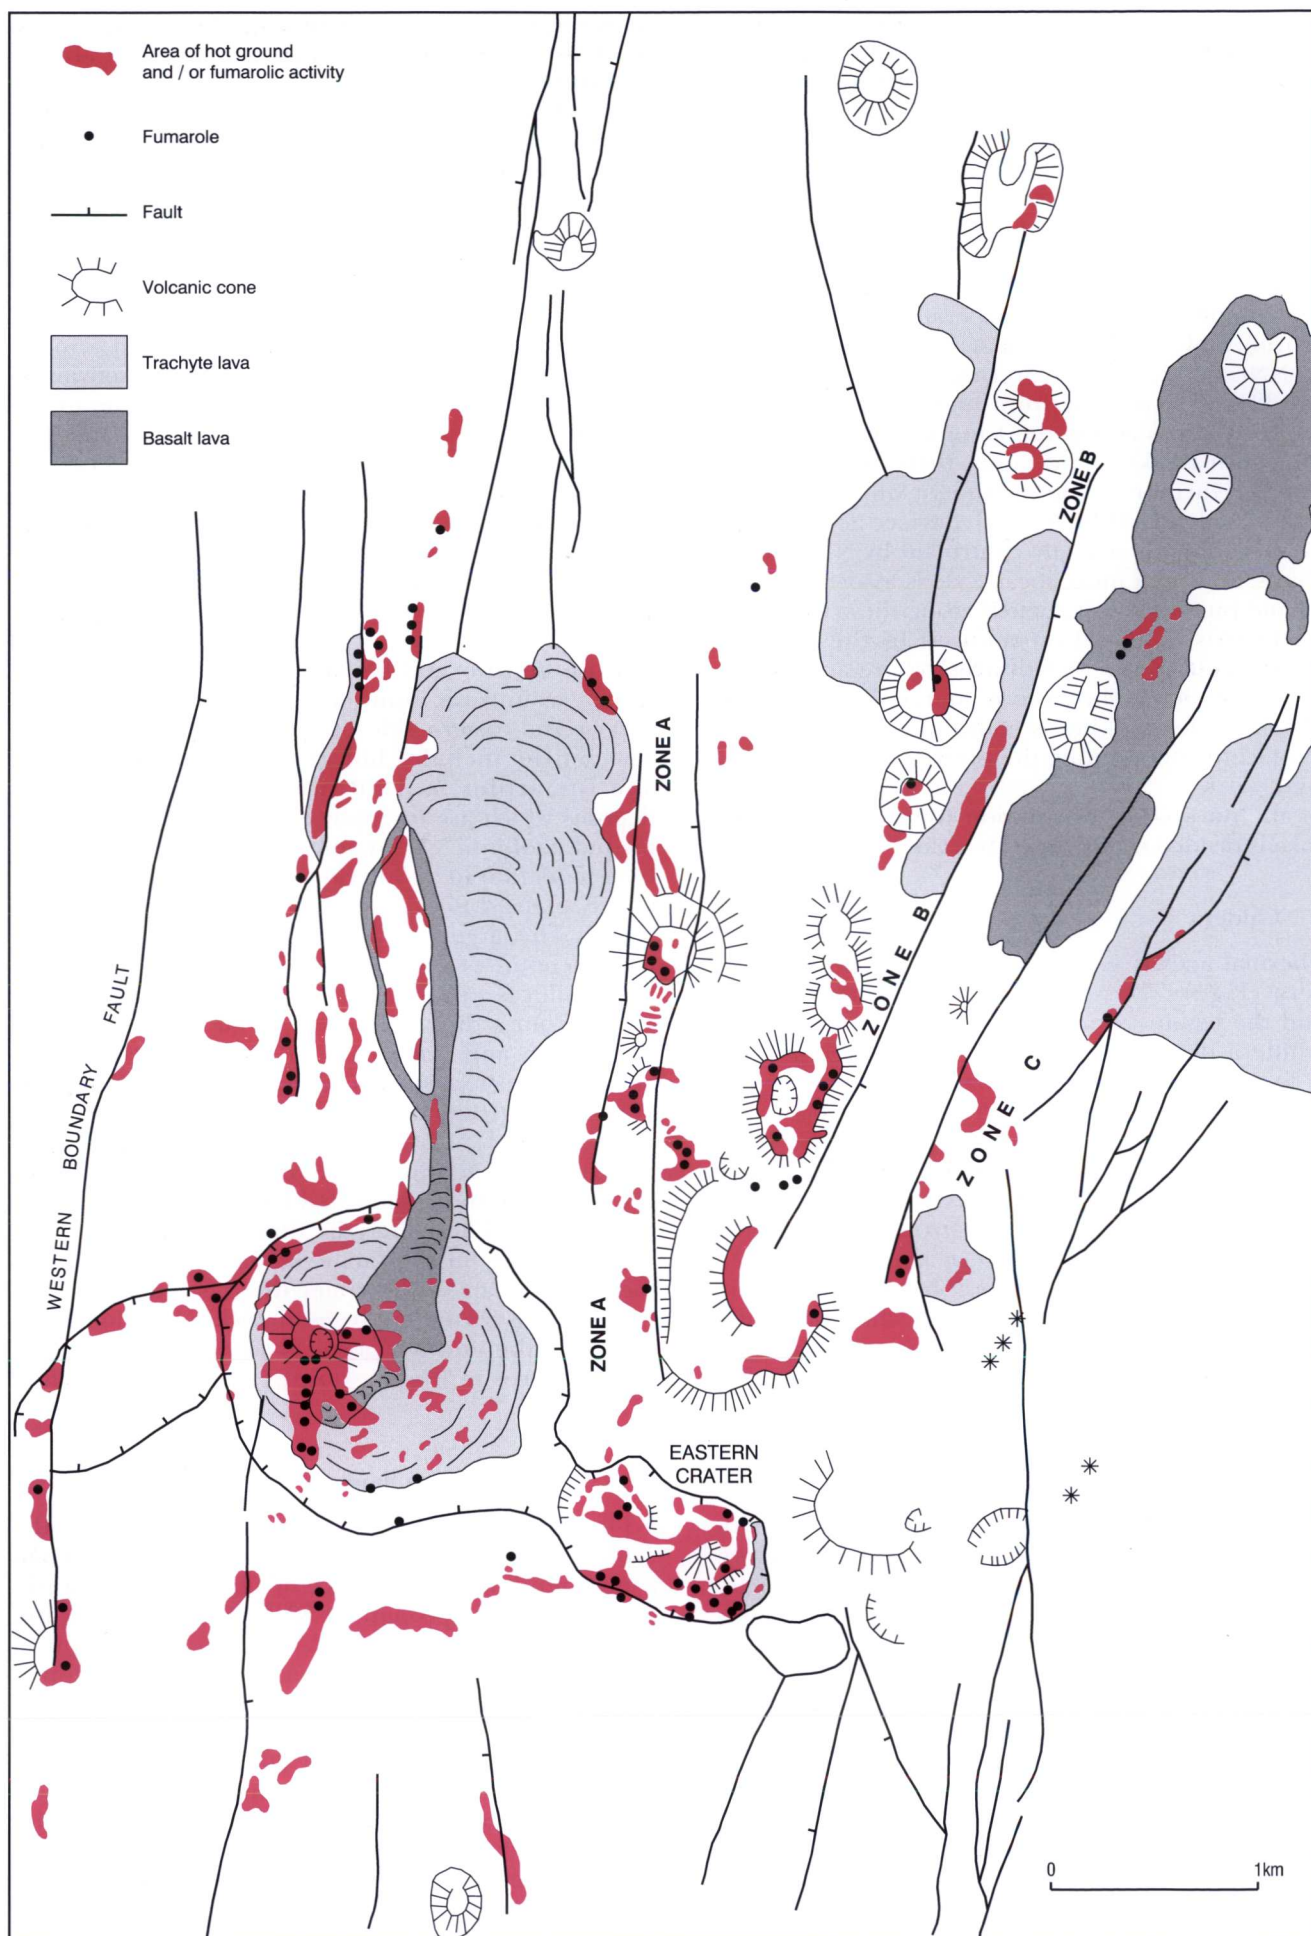 Area of hot ground
and / or fumarolic activity
Fumarole
Fault
Volcanic cone
Trachyte lava
Basalt lava
ZONE B
ZONE A
ZONE B
WESTERN BOUNDARY FAULT
ZONE C
ZONE A
EASTERN
CRATER
0 1km